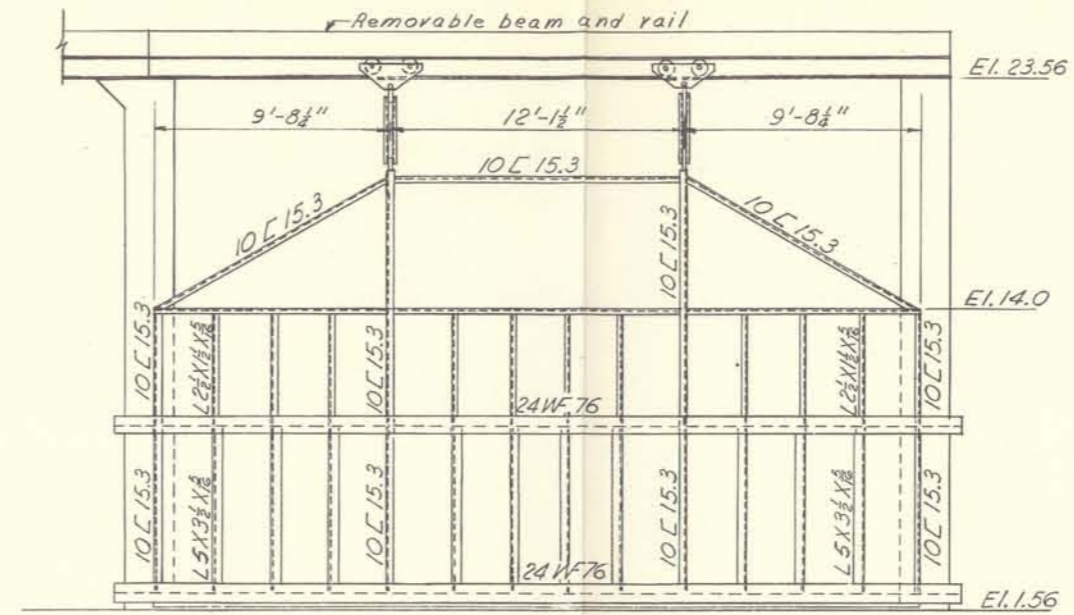 Removable beam and rail
El. 23.56
9'-8¼"
12'-1½"
9'-8¼"
10 [ 15.3
10 [ 15.3
10 [ 15.3
10 [ 15.3
El. 14.0
10 [ 15.3
L 2½ X 1½ X 5/16
10 [ 15.3
L 2½ X 1½ X 5/16
10 [ 15.3
24 WF 76
10 [ 15.3
L 5 X 3½ X 5/16
10 [ 15.3
10 [ 15.3
L 5 X 3½ X 5/16
10 [ 15.3
24 WF 76
El. 1.56